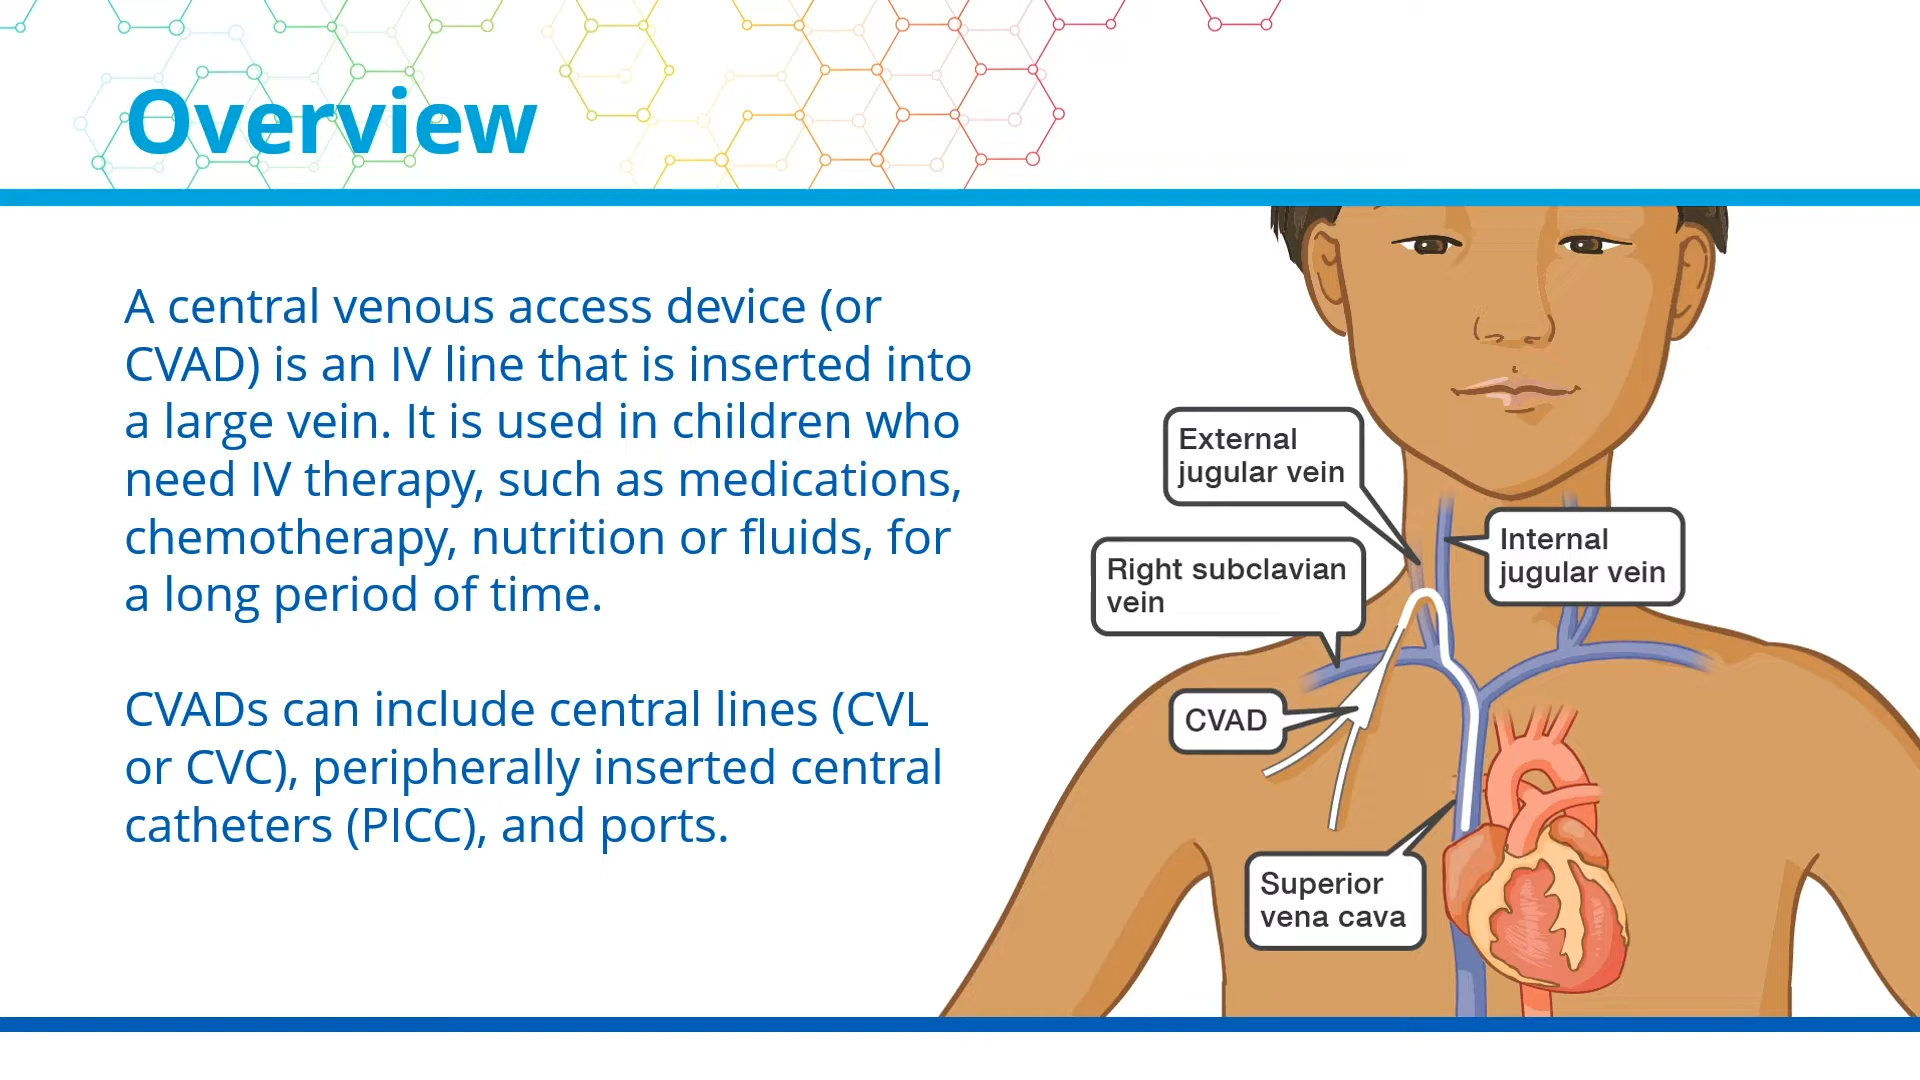 Overview
A central venous access device (or
CVAD) is an IV line that is inserted into
a large vein. It is used in children who
need IV therapy, such as medications,
chemotherapy, nutrition or fluids, for
a long period of time.
CVADs can include central lines (CVL
or CVC), peripherally inserted central
catheters (PICC), and ports.
External
jugular vein
Internal
jugular vein
Right subclavian
vein
CVAD
Superior
vena cava